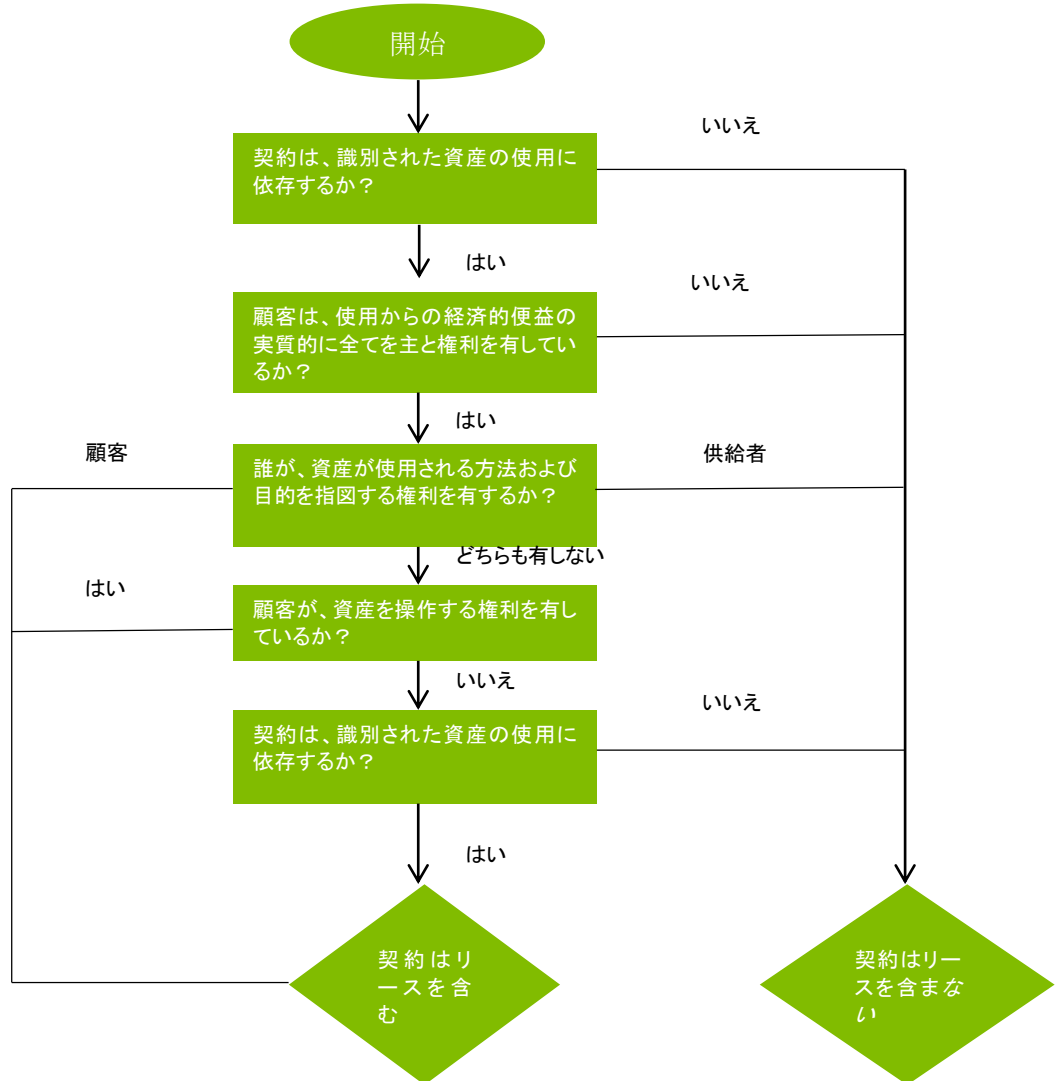 開始
いいえ
契約は、識別された資産の使用に
依存するか？
はい
いいえ
顧客は、使用からの経済的便益の
実質的に全てを主と権利を有してい
るか？
はい
顧客
供給者
誰が、資産が使用される方法および
目的を指図する権利を有するか？
どちらも有しない
はい
顧客が、資産を操作する権利を有し
ているか？
いいえ
いいえ
契約は、識別された資産の使用に
依存するか？
はい
契約はリ
ースを含
む
契約はリー
スを含まな
い